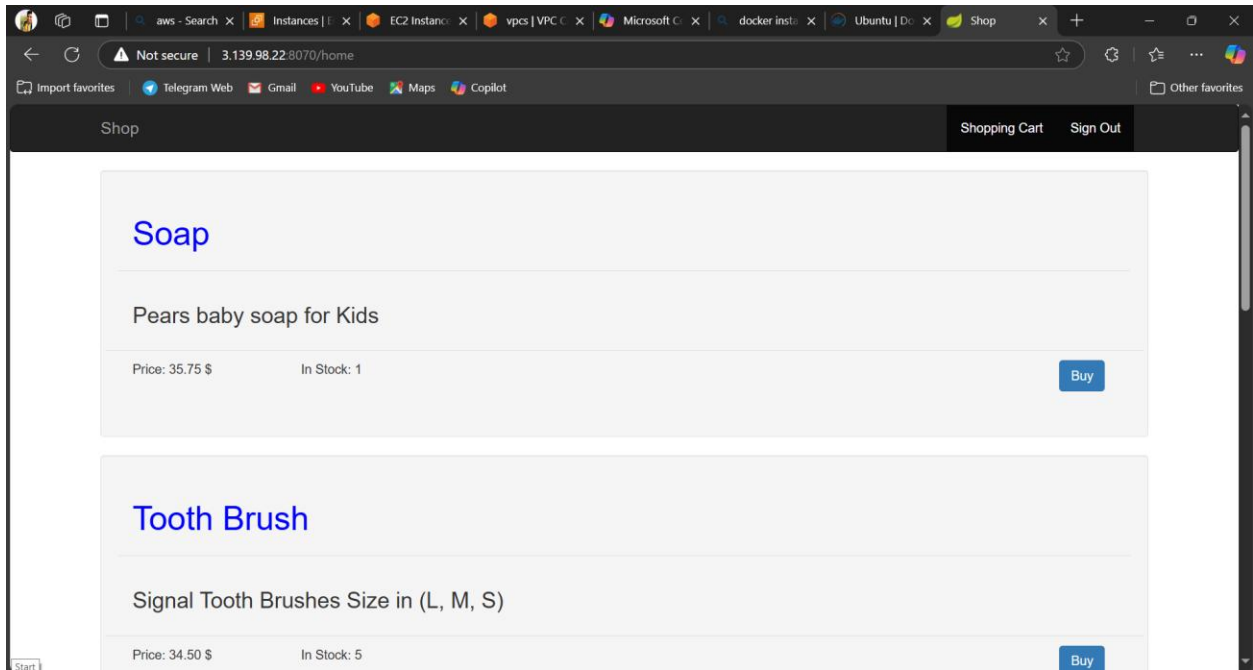 aws - Search
Instances | E
EC2 Instance
vpcs | VPC C
Microsoft C
docker insta
Ubuntu | Do
Shop
Not secure | 3.139.98.22:8070/home
Import favorites Telegram Web Gmail YouTube Maps Copilot Other favorites
Shop Shopping Cart Sign Out
Soap
Pears baby soap for Kids
Price: 35.75 $ In Stock: 1 Buy
Tooth Brush
Signal Tooth Brushes Size in (L, M, S)
Price: 34.50 $ In Stock: 5 Buy
Start